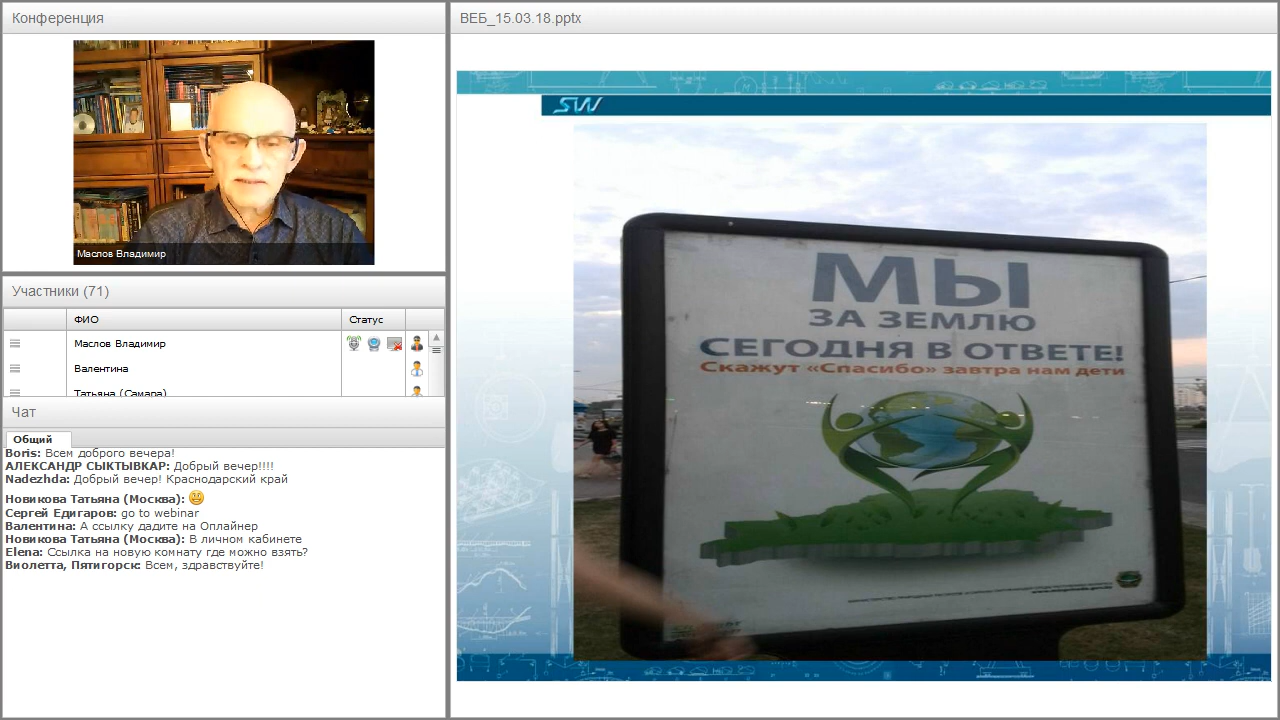 Конференция
Маслов Владимир
Участники (71)
ФИО
Статус
Маслов Владимир
Валентина
Татьяна (Самара)
Чат
Общий
Boris: Всем доброго вечера!
АЛЕКСАНДР СЫКТЫВКАР: Добрый вечер!!!!
Nadezhda: Добрый вечер! Краснодарский край
Новикова Татьяна (Москва):
Сергей Едигаров: go to webinar
Валентина: А ссылку дадите на Оплайнер
Новикова Татьяна (Москва): В личном кабинете
Elena: Ссылка на новую комнату где можно взять?
Виолетта, Пятигорск: Всем, здравствуйте!
ВЕБ_15.03.18.pptx
SW
МЫ
ЗА ЗЕМЛЮ
СЕГОДНЯ В ОТВЕТЕ!
Скажут «Спасибо» завтра нам дети